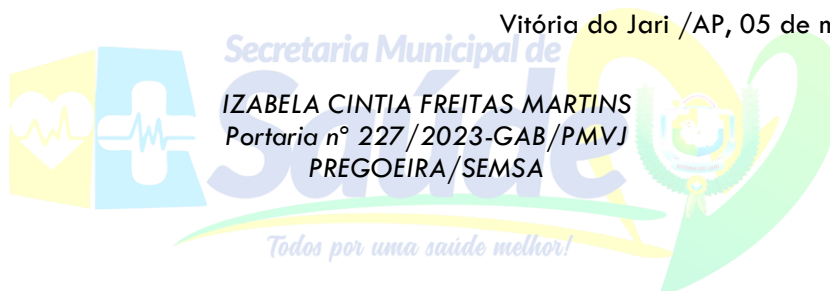 Vitória do Jari /AP, 05 de
Secretaria Municipal de
IZABELA CINTIA FREITAS MARTINS
Portaria nº 227/2023-GAB/PMVJ
Saúde
PREGOEIRA/SEMSA
Todos por uma saúde melhor!